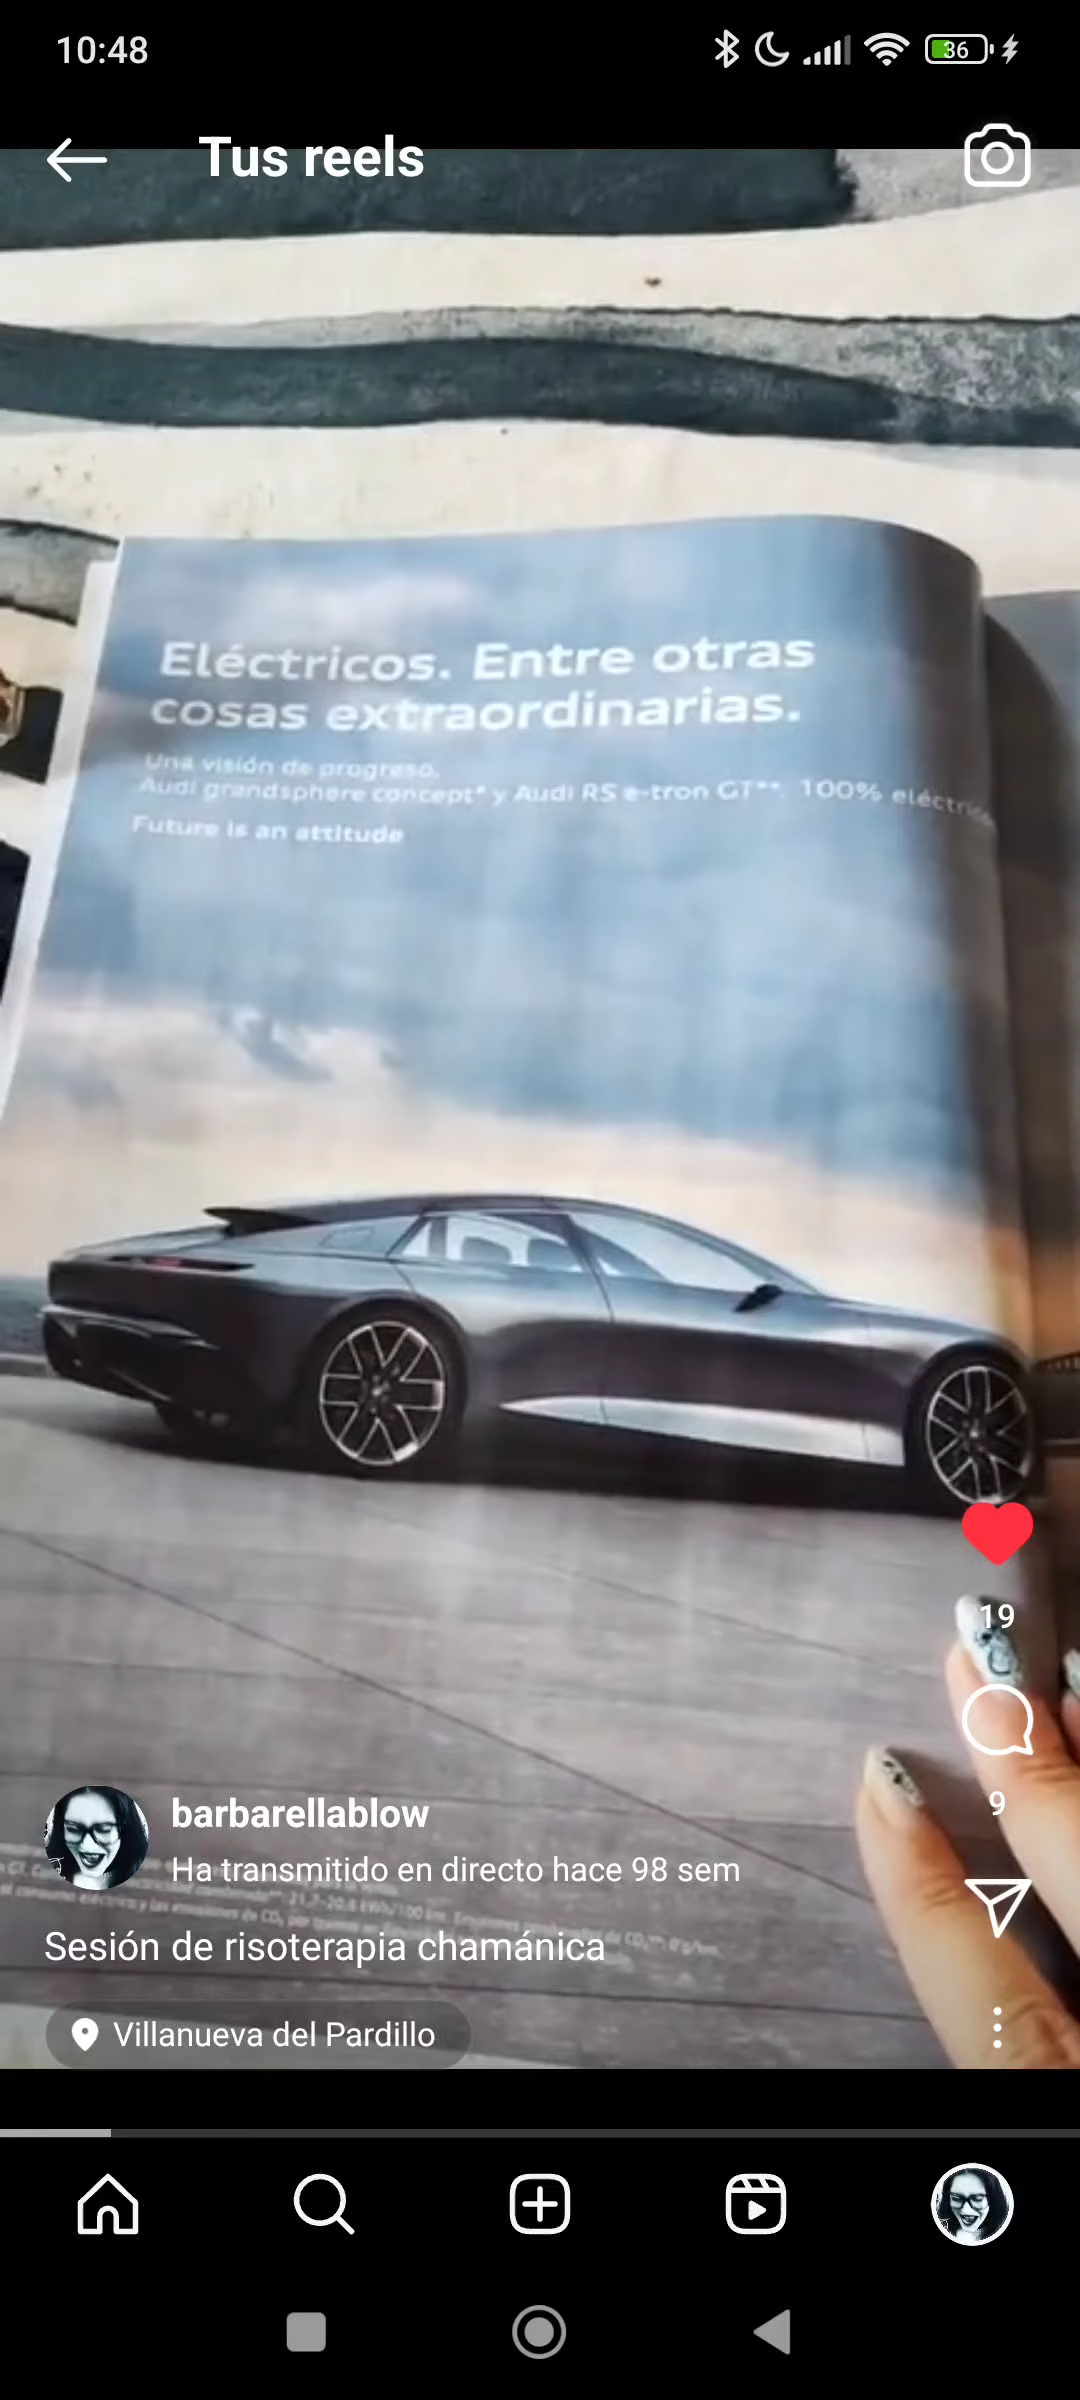 10:48
36
Tus reels
Eléctricos. Entre otras
cosas extraordinarias.
Una visión de progreso.
Audi grandsphere concept* y Audi RS e-tron GT**. 100%
Future is an attitude
19
9
barbarellablow
Ha transmitido en directo hace 98 sem
Sesión de risoterapia chamánica
Villanueva del Pardillo